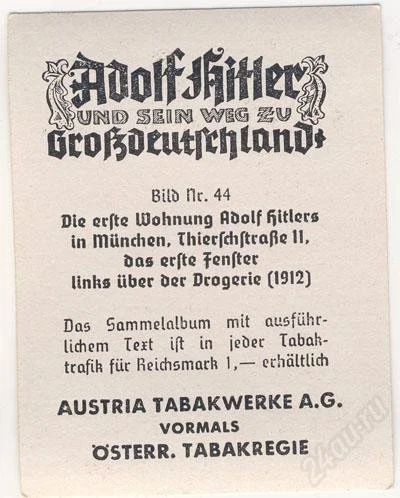 Adolf Hitler
UND SEIN WEG ZU
Großdeutschland
Bild Nr. 44
Die erste Wohnung Adolf Hitlers
in München, Thierschstraße 11,
das erste Fenster
links über der Drogerie (1912)
Das Sammelalbum mit ausführ-
lichem Text ist in jeder Tabak-
trafik für Reichsmark 1,— erhältlich
AUSTRIA TABAKWERKE A.G.
VORMALS
ÖSTERR. TABAKREGIE
24au.ru